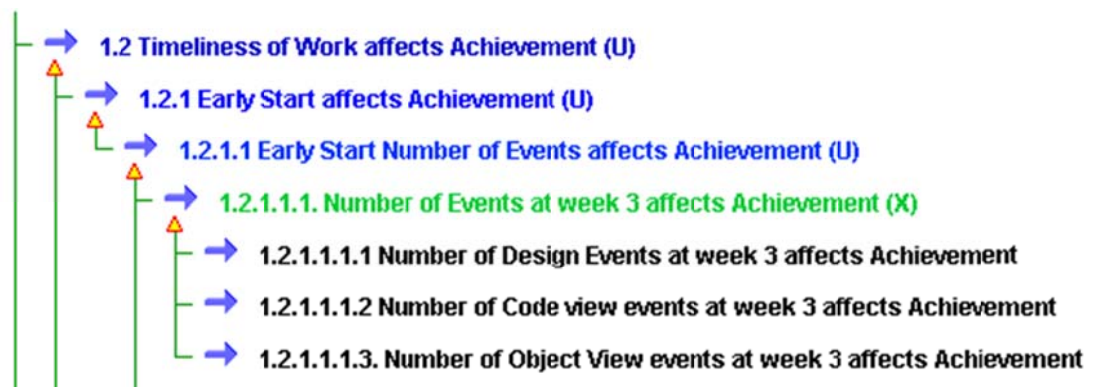 1.2 Timeliness of Work affects Achievement (U)
1.2.1 Early Start affects Achievement (U)
1.2.1.1 Early Start Number of Events affects Achievement (U)
1.2.1.1.1. Number of Events at week 3 affects Achievement (X)
1.2.1.1.1.1 Number of Design Events at week 3 affects Achievement
1.2.1.1.1.2 Number of Code view events at week 3 affects Achievement
1.2.1.1.1.3. Number of Object View events at week 3 affects Achievement